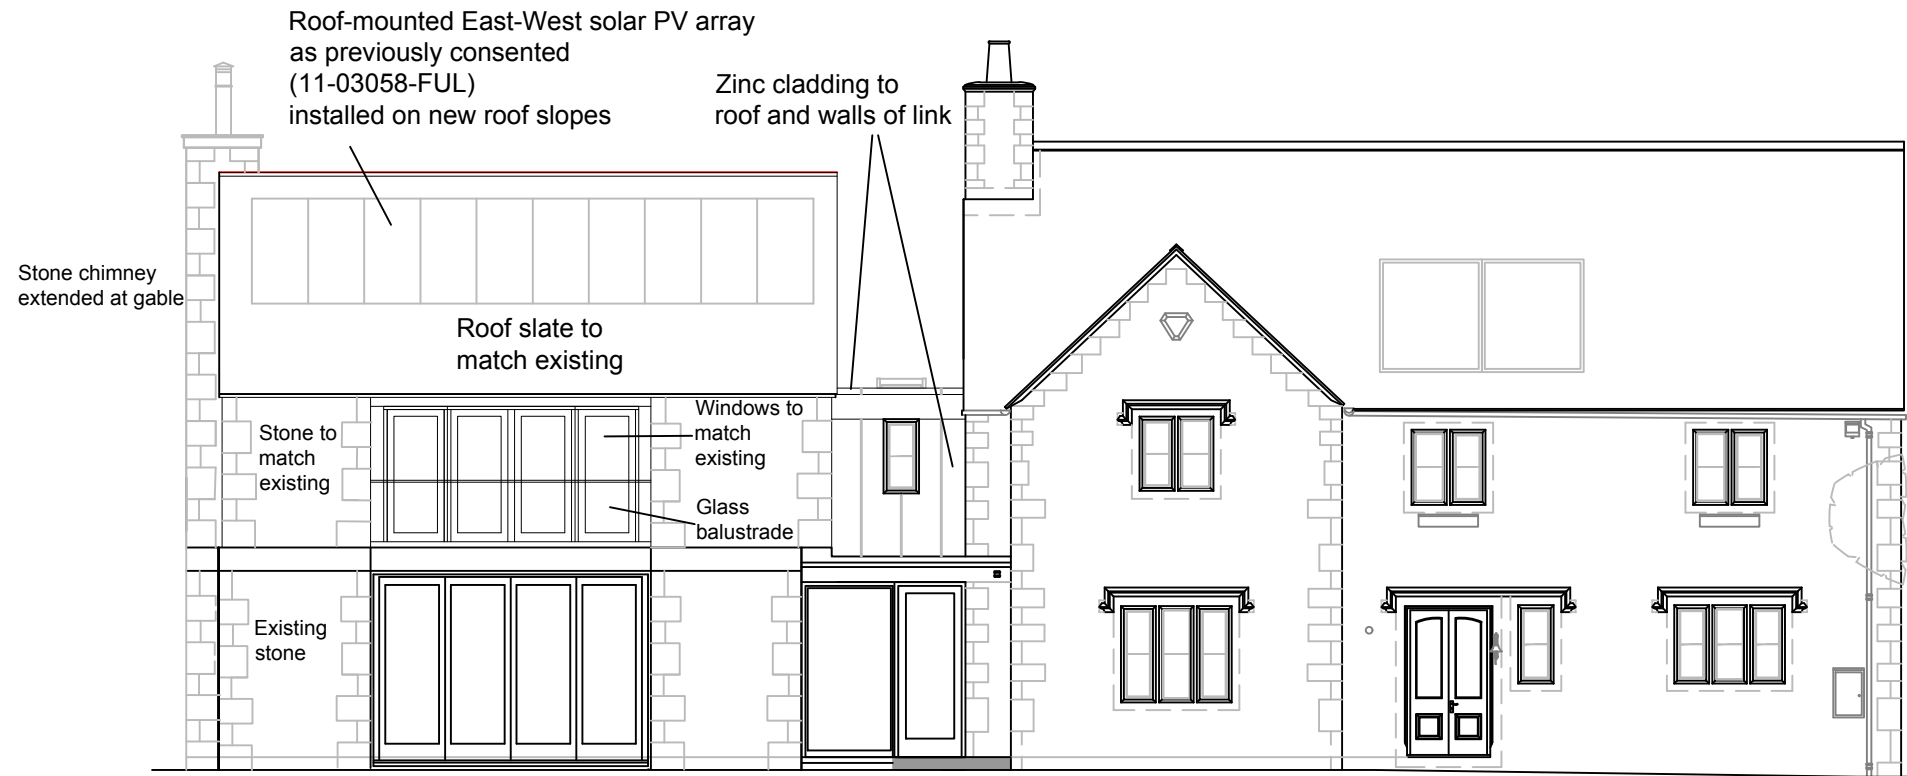 Roof-mounted East-West solar PV array
as previously consented
(11-03058-FUL)
installed on new roof slopes
Zinc cladding to
roof and walls of link
Stone chimney
extended at gable
Roof slate to
match existing
Stone to
match
existing
Windows to
match
existing
Glass
balustrade
Existing
stone